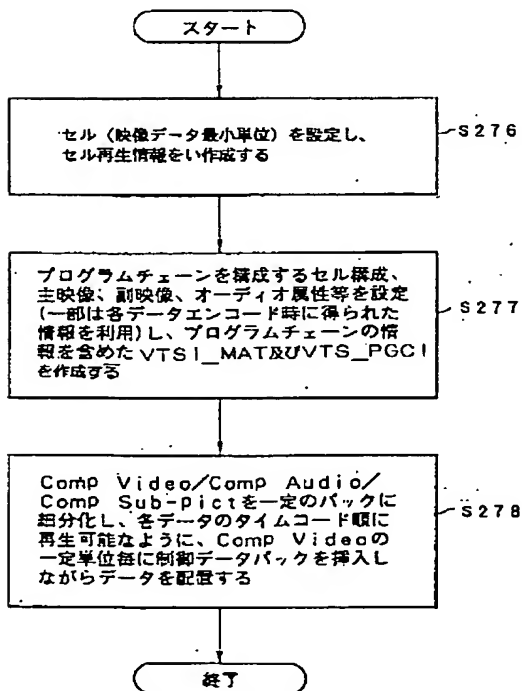 スタート
セル（映像データ最小単位）を設定し、
セル再生情報をい作成する
S276
プログラムチェーンを構成するセル構成、
主映像、副映像、オーディオ属性等を設定
(一部は各データエンコード時に得られた
情報を利用)し、プログラムチェーンの情
報を含めたVTSI_MAT及びVTS_PGCI
を作成する
S277
Comp Video/Comp Audio/
Comp Sub-pictを一定のパックに
細分化し、各データのタイムコード順に
再生可能なように、Comp Videoの
一定単位毎に制御データパックを挿入し
ながらデータを配置する
S278
終了